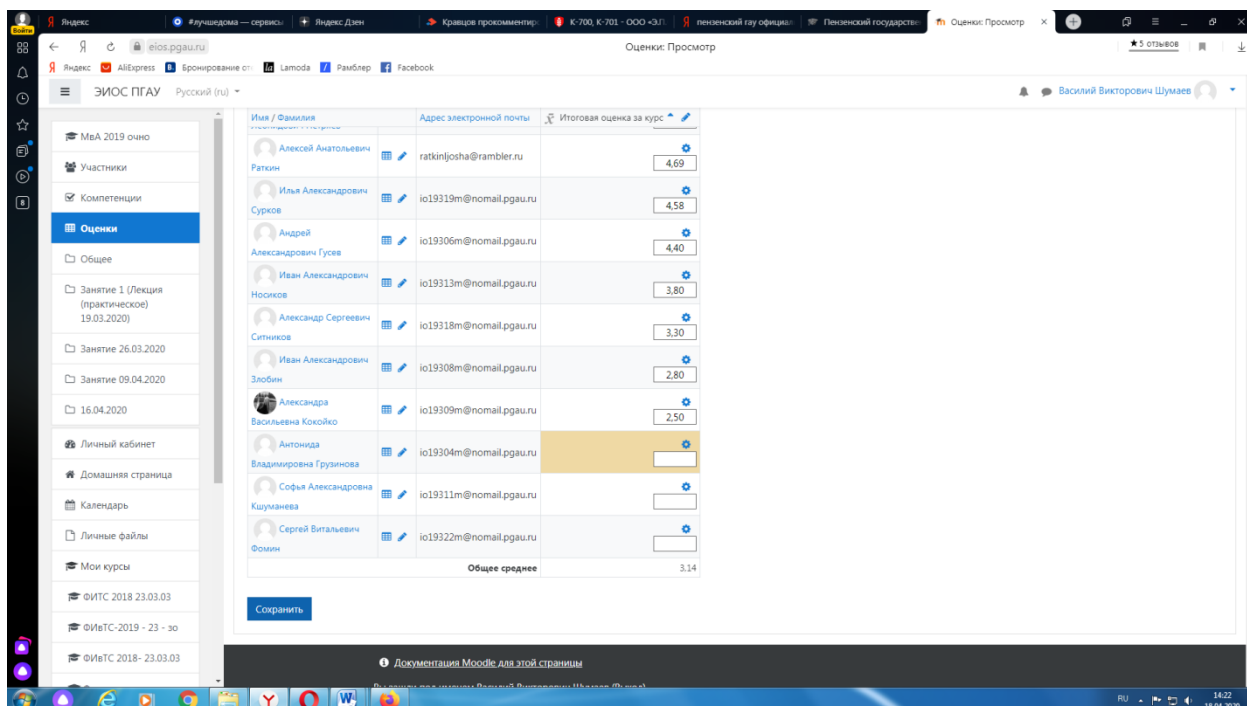 Войти
Яндекс
#лучшедома — сервисы
Яндекс.Дзен
Кравцов прокомментир
К-700, К-701 - ООО «ЭЛ
пензенский гау официал
Пензенский государстве
Оценки: Просмотр
eios.pgau.ru
Оценки: Просмотр
★ 5 отзывов
Яндекс
AliExpress
Бронирование от
Lamoda
Рамблер
Facebook
ЭИОС ПГАУ
Русский (ru)
Василий Викторович Шумаев
8
МвА 2019 очно
Участники
Компетенции
Оценки
Общее
Занятие 1 (Лекция
(практическое)
19.03.2020)
Занятие 26.03.2020
Занятие 09.04.2020
16.04.2020
Личный кабинет
Домашняя страница
Календарь
Личные файлы
Мои курсы
ФИТС 2018 23.03.03
ФИвТС-2019 - 23 - зо
ФИвТС 2018- 23.03.03
Имя / Фамилия
Адрес электронной почты
Итоговая оценка за курс
Алексей Анатольевич
Раткин
ratkinljosha@rambler.ru
4,69
Илья Александрович
Сурков
io19319m@nomail.pgau.ru
4,58
Андрей
Александрович Гусев
io19306m@nomail.pgau.ru
4,40
Иван Александрович
Носиков
io19313m@nomail.pgau.ru
3,80
Александр Сергеевич
Ситников
io19318m@nomail.pgau.ru
3,30
Иван Александрович
Злобин
io19308m@nomail.pgau.ru
2,80
Александра
Васильевна Кокойко
io19309m@nomail.pgau.ru
2,50
Антонида
Владимировна Грузинова
io19304m@nomail.pgau.ru
Софья Александровна
Кшуманева
io19311m@nomail.pgau.ru
Сергей Витальевич
Фомин
io19322m@nomail.pgau.ru
Общее среднее
3,14
Сохранить
Документация Moodle для этой страницы
RU
14:22
18.04.2020